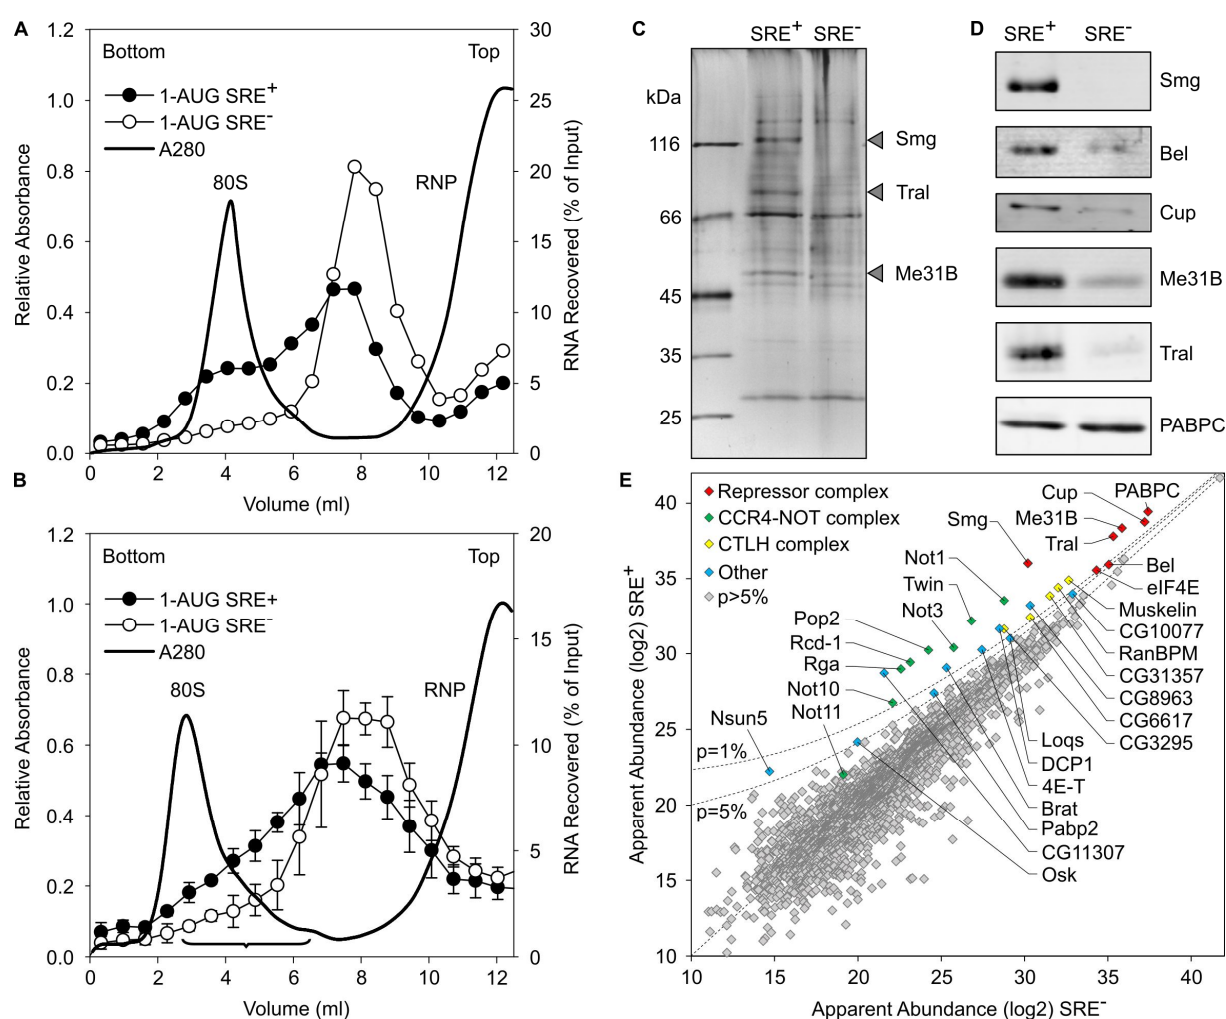 A
1.2
1.0
0.8
0.6
0.4
0.2
0.0
Relative Absorbance
30
25
20
15
10
5
0
RNA Recovered (% of Input)
Bottom
Top
1-AUG SRE+
1-AUG SRE-
A280
80S
RNP
0 2 4 6 8 10 12
Volume (ml)
B
1.2
1.0
0.8
0.6
0.4
0.2
0.0
Relative Absorbance
20
15
10
5
0
RNA Recovered (% of Input)
Bottom
Top
1-AUG SRE+
1-AUG SRE-
A280
80S
RNP
0 2 4 6 8 10 12
Volume (ml)
C
SRE+ SRE-
kDa
116
66
45
35
25
Smg
Tral
Me31B
D
SRE+ SRE-
Smg
Bel
Cup
Me31B
Tral
PABPC
E
40
35
30
25
20
15
10
Apparent Abundance (log2) SRE+
Repressor complex
CCR4-NOT complex
CTLH complex
Other
p>5%
Cup
PABPC
Me31B
Smg
Tral
Not1
Twin
Not3
Pop2
Rcd-1
Rga
Not10
Not11
Nsun5
p=1%
p=5%
Bel
eIF4E
Muskelin
CG10077
RanBPM
CG31357
CG8963
CG6617
CG3295
Loqs
DCP1
4E-T
Brat
Pabp2
CG11307
Osk
10 15 20 25 30 35 40
Apparent Abundance (log2) SRE-